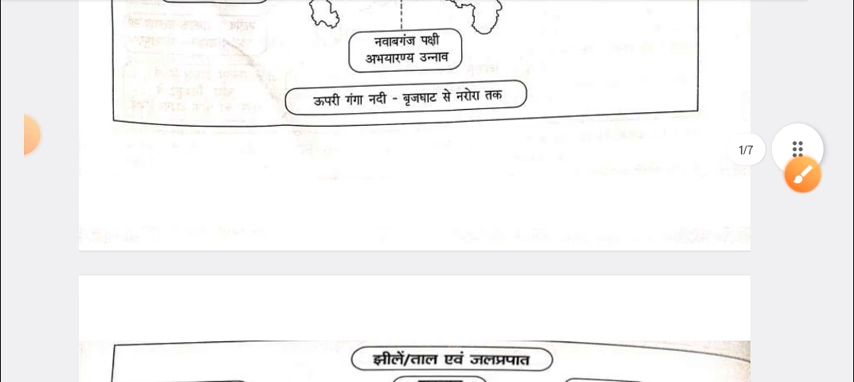 नवाबगंज पक्षी
अभयारण्य उन्नाव
ऊपरी गंगा नदी - बृजघाट से नरोरा तक
1/7
झीलें/ताल एवं जलप्रपात